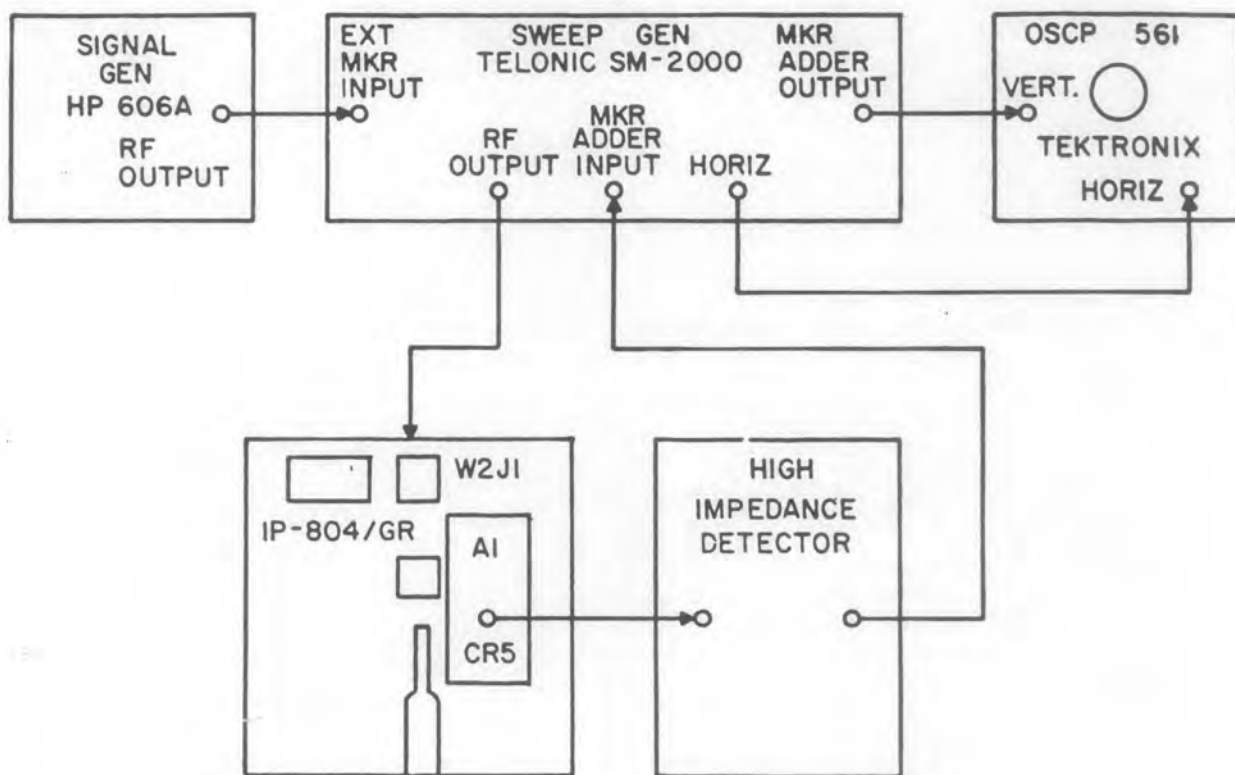 SIGNAL
GEN
HP 606A
RF
OUTPUT
EXT
MKR
INPUT
SWEEP GEN
TELONIC SM-2000
MKR
ADDER
OUTPUT
RF
OUTPUT
MKR
ADDER
INPUT
HORIZ
OSCP 561
VERT.
TEKTRONIX
HORIZ
W2J1
IP-804/GR
A1
CR5
HIGH
IMPEDANCE
DETECTOR